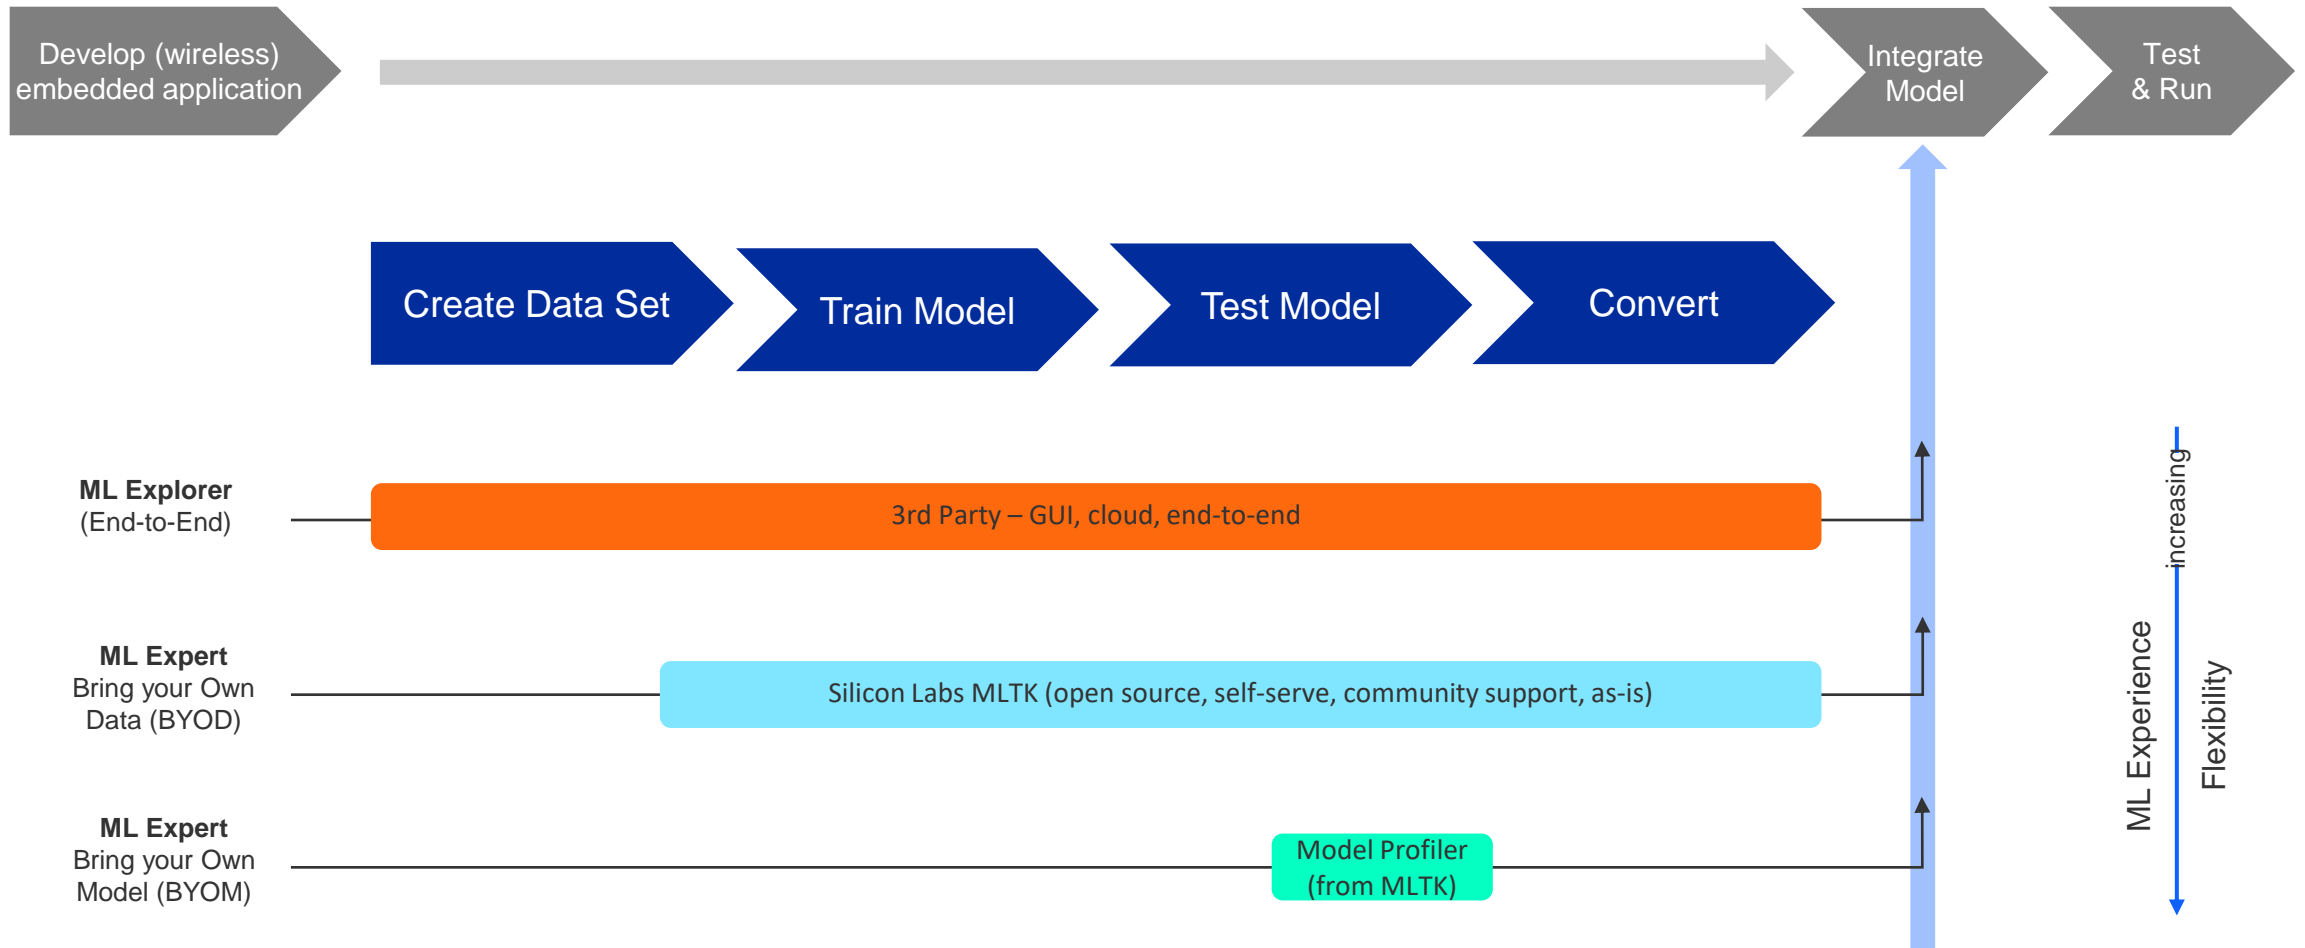 Develop (wireless)
embedded application
Integrate
Model
Test
& Run
Create Data Set
Train Model
Test Model
Convert
ML Explorer
(End-to-End)
3rd Party – GUI, cloud, end-to-end
ML Expert
Bring your Own
Data (BYOD)
Silicon Labs MLTK (open source, self-serve, community support, as-is)
ML Expert
Bring your Own
Model (BYOM)
Model Profiler
(from MLTK)
increasing
ML Experience
Flexibility